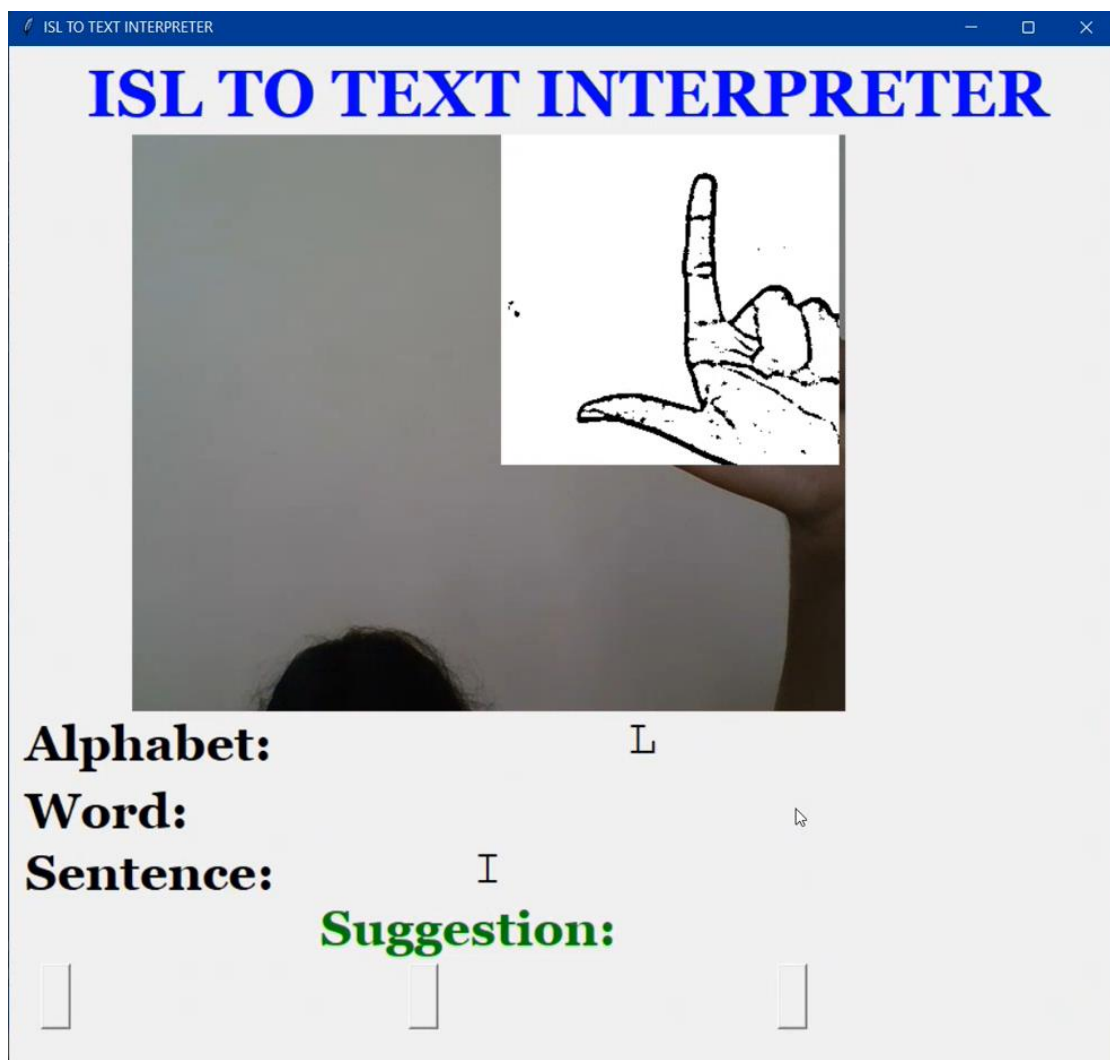 ISL TO TEXT INTERPRETER
ISL TO TEXT INTERPRETER
Alphabet: L
Word:
Sentence: I
Suggestion: